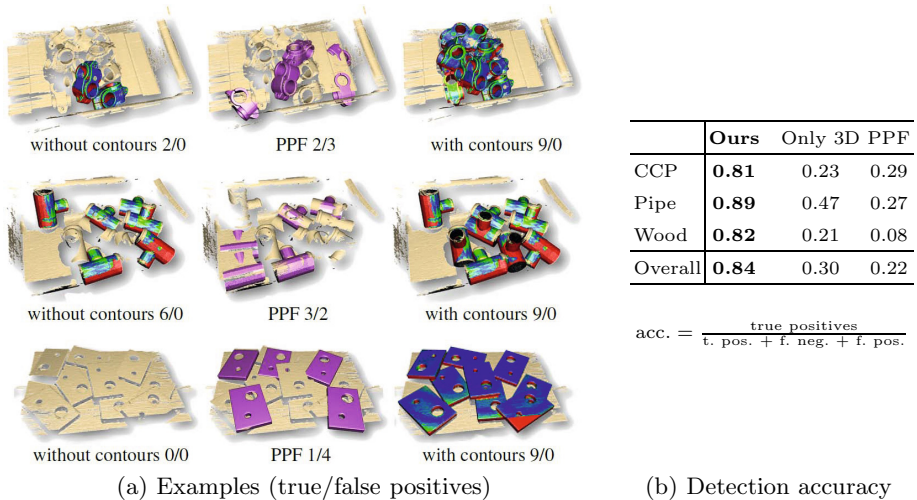 without contours 2/0
PPF 2/3
with contours 9/0
without contours 6/0
PPF 3/2
with contours 9/0
without contours 0/0
PPF 1/4
with contours 9/0
(a) Examples (true/false positives)
Ours Only 3D PPF
CCP 0.81 0.23 0.29
Pipe 0.89 0.47 0.27
Wood 0.82 0.21 0.08
Overall 0.84 0.30 0.22
acc. = true positives
t. pos. + f. neg. + f. pos.
(b) Detection accuracy